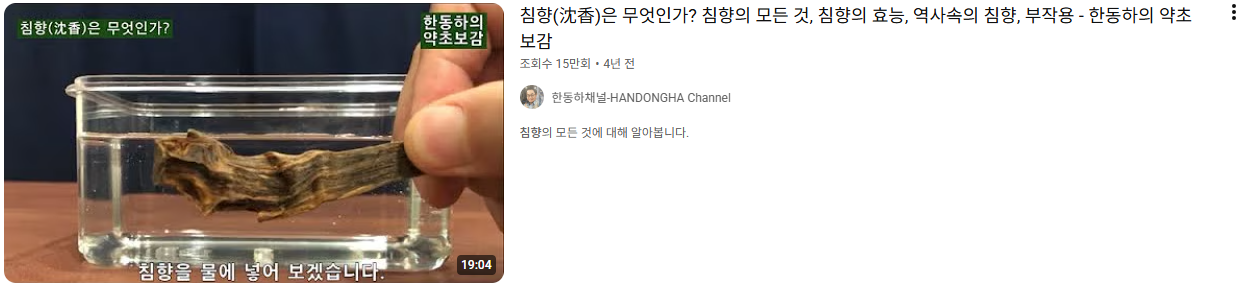 침향(沈香)은 무엇인가?
한동하의
약초보감
침향을 물에 넣어 보겠습니다.
19:04
침향(沈香)은 무엇인가? 침향의 모든 것, 침향의 효능, 역사속의 침향, 부작용 - 한동하의 약초
보감
조회수 15만회 • 4년 전
한동하채널-HANDONGHA Channel
침향의 모든 것에 대해 알아봅니다.